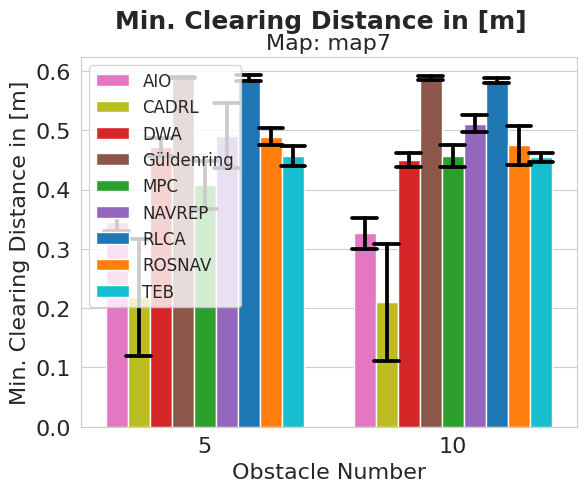 Min. Clearing Distance in [m]
Map: map7
Min. Clearing Distance in [m]
0.6
0.5
0.4
0.3
0.2
0.1
0.0
AIO
CADRL
DWA
Güldenring
MPC
NAVREP
RLCA
ROSNAV
TEB
5
10
Obstacle Number